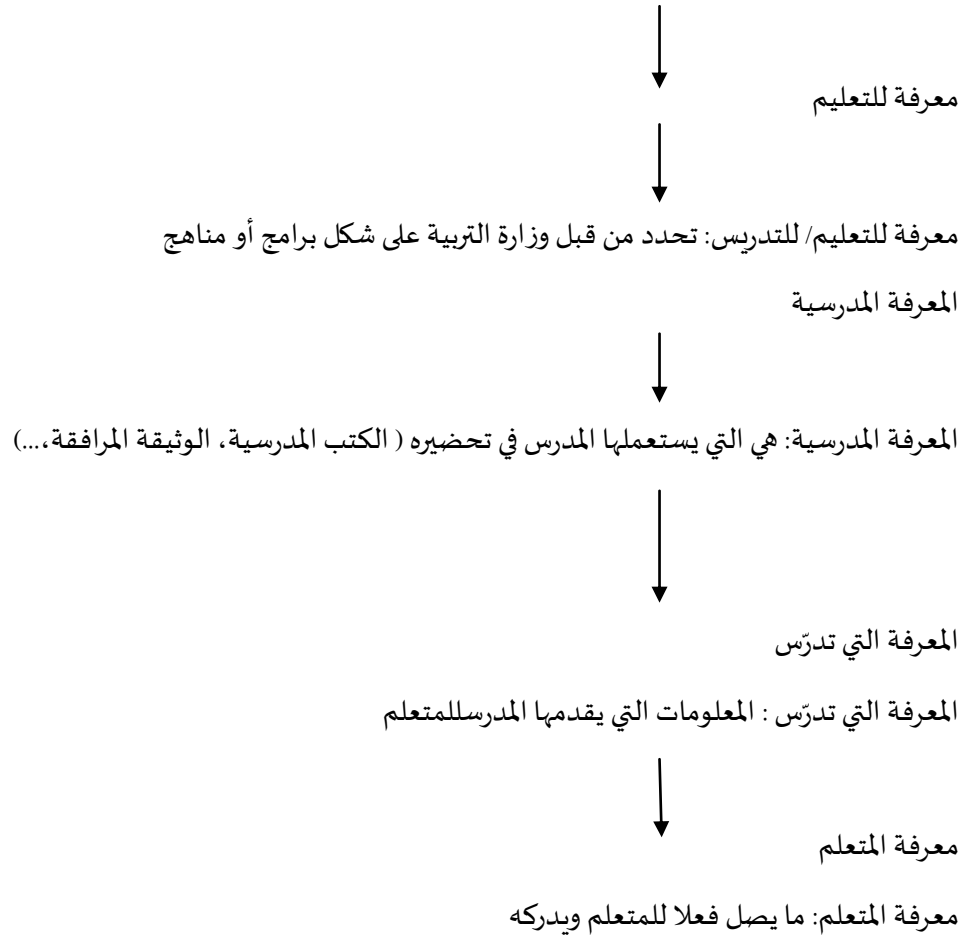 معرفة للتعليم
معرفة للتعليم/ للتدريس: تحدد من قبل وزارة التربية على شكل برامج أو مناهج
المعرفة المدرسية
المعرفة المدرسية: هي التي يستعملها المدرس في تحضيره ( الكتب المدرسية، الوثيقة المرافقة،...)
المعرفة التي تدرّس
المعرفة التي تدرّس : المعلومات التي يقدمها المدرسللمتعلم
معرفة المتعلم
معرفة المتعلم: ما يصل فعلا للمتعلم ويدركه